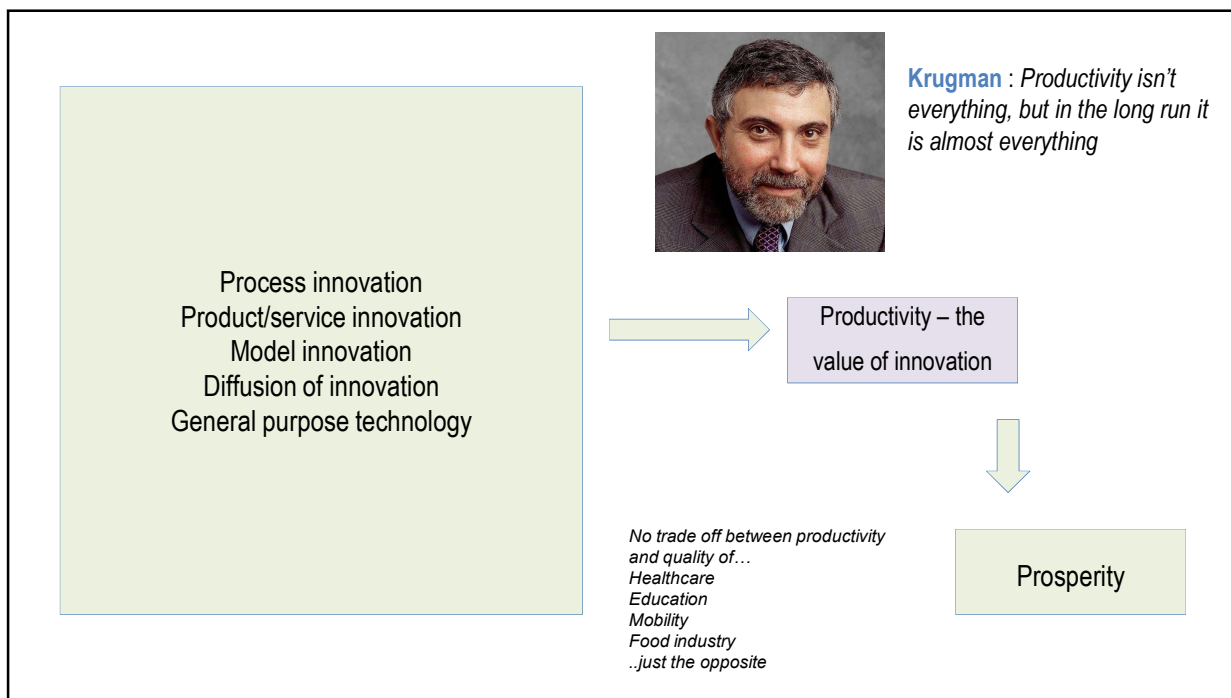 Krugman : Productivity isn't
everything, but in the long run it
is almost everything
Process innovation
Product/service innovation
Model innovation
Diffusion of innovation
General purpose technology
Productivity – the
value of innovation
No trade off between productivity
and quality of…
Healthcare
Education
Mobility
Food industry
..just the opposite
Prosperity